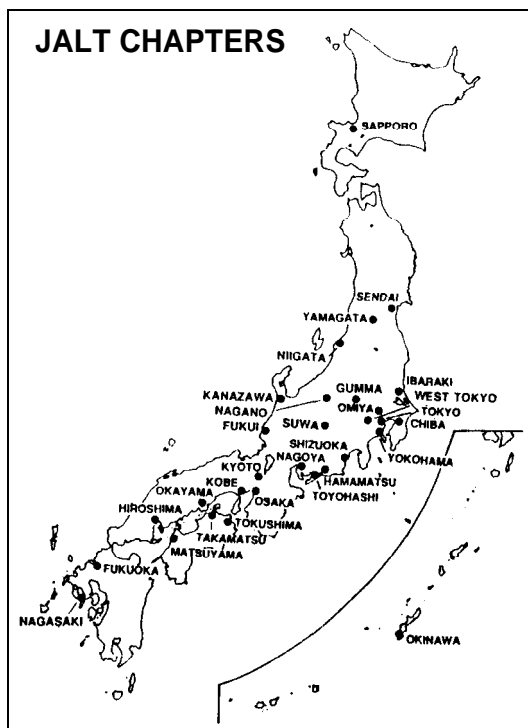 JALT CHAPTERS
SAPPORO
SENDAI
YAMAGATA
NIIGATA
IBARAKI
GUMMA
WEST TOKYO
KANAZAWA
OMIYA
TOKYO
NAGANO
SUWA
CHIBA
FUKUI
SHIZUOKA
YOKOHAMA
NAGOYA
KYOTO
HAMAMATSU
KOBE
TOYOHASHI
OKAYAMA
OSAKA
HIROSHIMA
TOKUSHIMA
TAKAMATSU
MATSUYAMA
FUKUOKA
NAGASAKI
OKINAWA